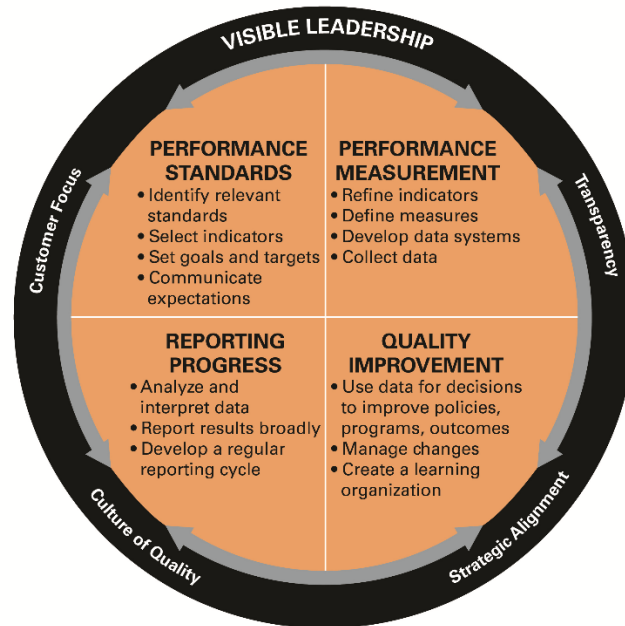 VISIBLE LEADERSHIP
Customer Focus
Transparency
PERFORMANCE
STANDARDS
• Identify relevant
standards
• Select indicators
• Set goals and targets
• Communicate
expectations
PERFORMANCE
MEASUREMENT
• Refine indicators
• Define measures
• Develop data systems
• Collect data
REPORTING
PROGRESS
• Analyze and
interpret data
• Report results broadly
• Develop a regular
reporting cycle
QUALITY
IMPROVEMENT
• Use data for decisions
to improve policies,
programs, outcomes
• Manage changes
• Create a learning
organization
Culture of Quality
Strategic Alignment